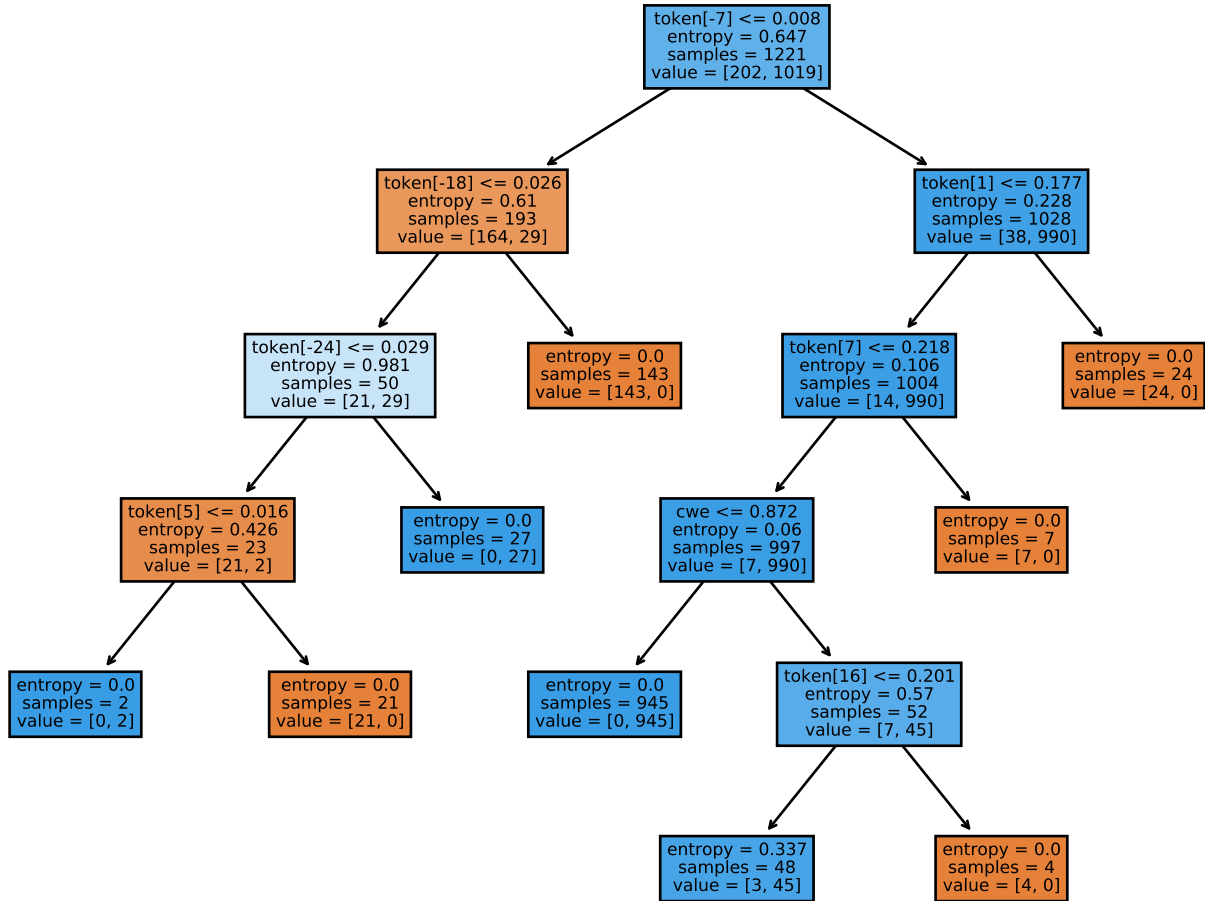 token[-7] <= 0.008
entropy = 0.647
samples = 1221
value = [202, 1019]
token[-18] <= 0.026
entropy = 0.61
samples = 193
value = [164, 29]
token[1] <= 0.177
entropy = 0.228
samples = 1028
value = [38, 990]
token[-24] <= 0.029
entropy = 0.981
samples = 50
value = [21, 29]
entropy = 0.0
samples = 143
value = [143, 0]
token[7] <= 0.218
entropy = 0.106
samples = 1004
value = [14, 990]
entropy = 0.0
samples = 24
value = [24, 0]
token[5] <= 0.016
entropy = 0.426
samples = 23
value = [21, 2]
entropy = 0.0
samples = 27
value = [0, 27]
cwe <= 0.872
entropy = 0.06
samples = 997
value = [7, 990]
entropy = 0.0
samples = 7
value = [7, 0]
entropy = 0.0
samples = 2
value = [0, 2]
entropy = 0.0
samples = 21
value = [21, 0]
entropy = 0.0
samples = 945
value = [0, 945]
token[16] <= 0.201
entropy = 0.57
samples = 52
value = [7, 45]
entropy = 0.337
samples = 48
value = [3, 45]
entropy = 0.0
samples = 4
value = [4, 0]